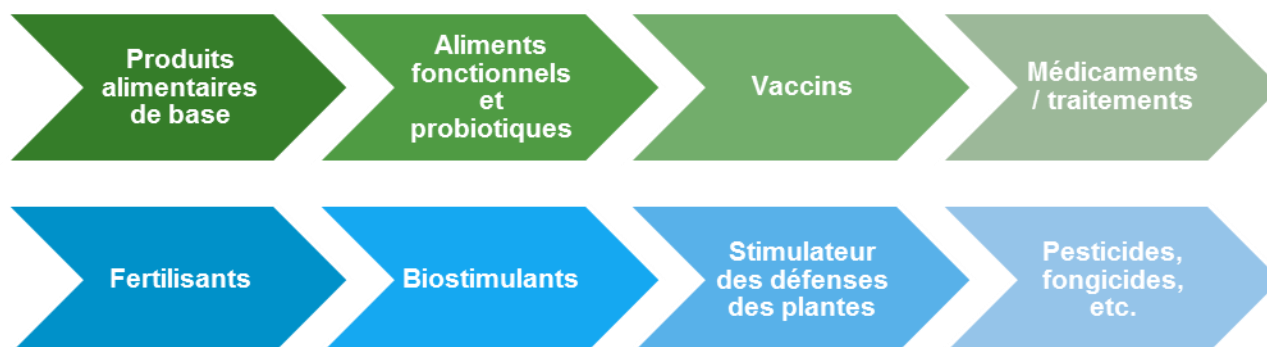 Produits
alimentaires
de base
Aliments
fonctionnels
et
probiotiques
Vaccins
Médicaments
/ traitements
Fertilisants
Biostimulants
Stimulateur
des défenses
des plantes
Pesticides,
fongicides,
etc.